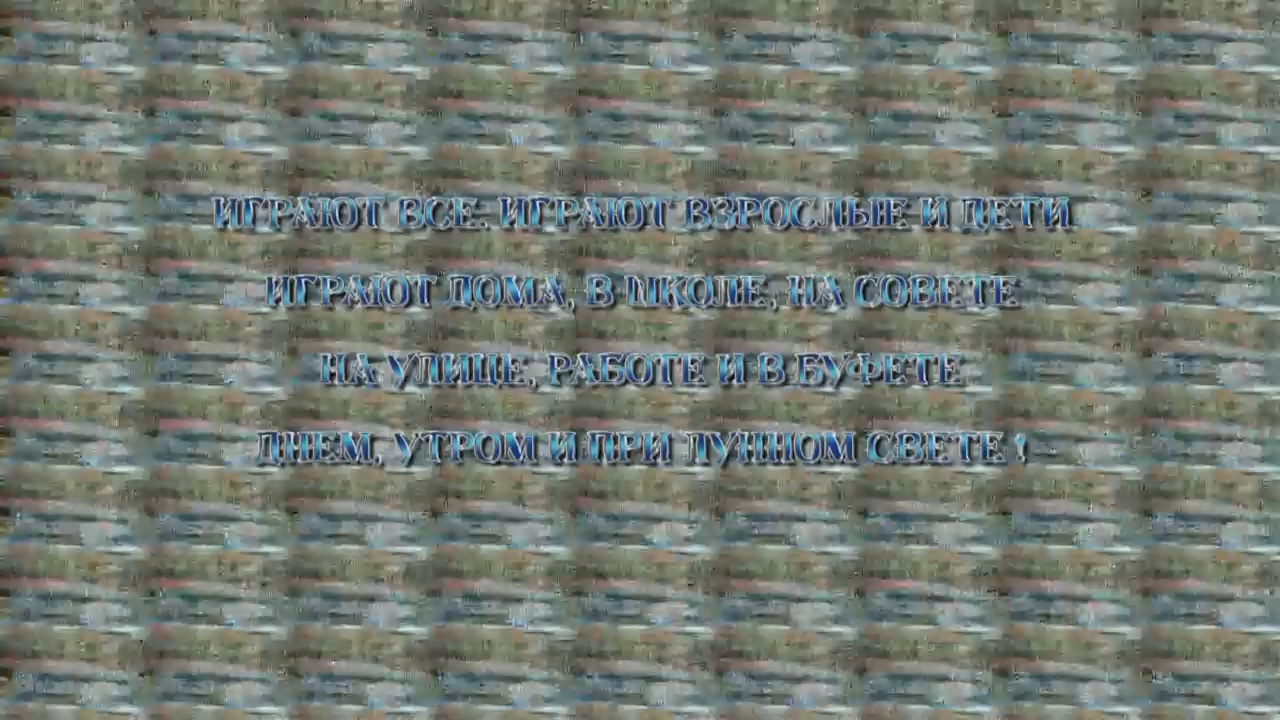 ИГРАЮТ ВСЕ. ИГРАЮТ ВЗРОСЛЫЕ И ДЕТИ
ИГРАЮТ ДОМА, В ШКОЛЕ, НА СОВЕТЕ
НА УЛИЦЕ, РАБОТЕ И В БУФЕТЕ
ДНЕМ, УТРОМ И ПРИ ЛУННОМ СВЕТЕ !